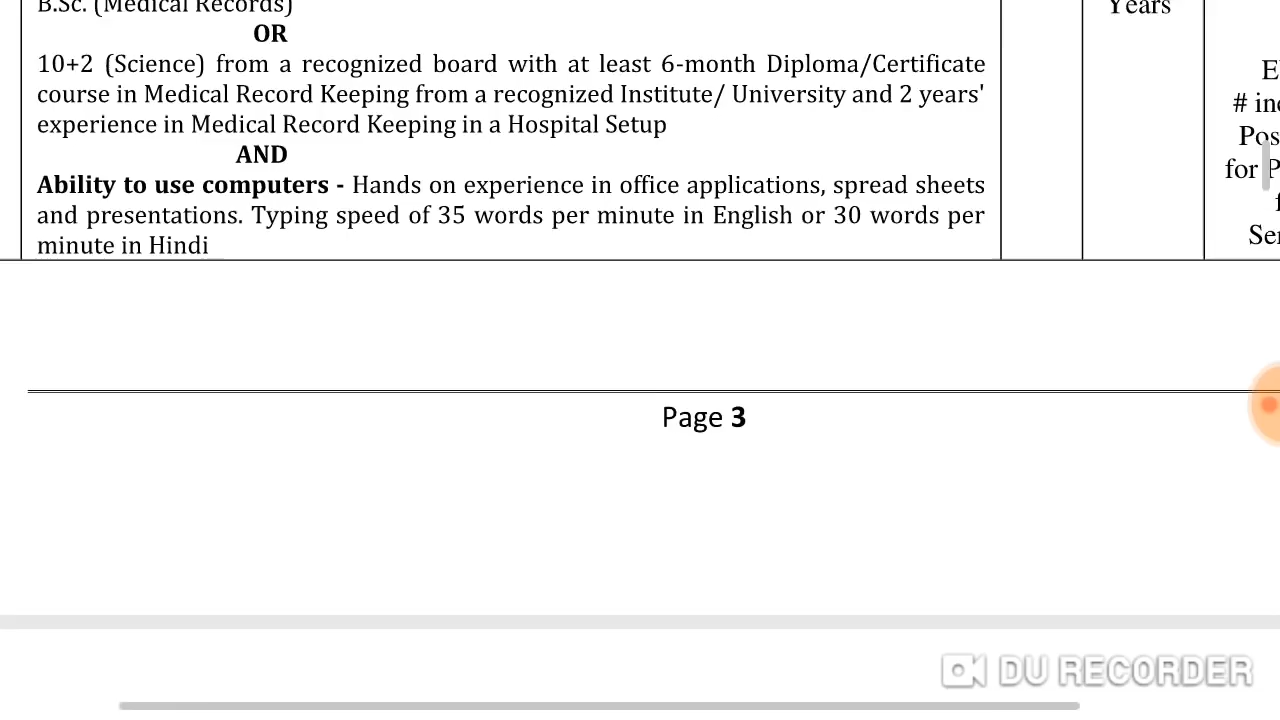 B.Sc. (Medical Records)
Years
OR
10+2 (Science) from a recognized board with at least 6-month Diploma/Certificate
course in Medical Record Keeping from a recognized Institute/ University and 2 years'
experience in Medical Record Keeping in a Hospital Setup
AND
Ability to use computers - Hands on experience in office applications, spread sheets
and presentations. Typing speed of 35 words per minute in English or 30 words per
minute in Hindi
for
Page 3
DU RECORDER